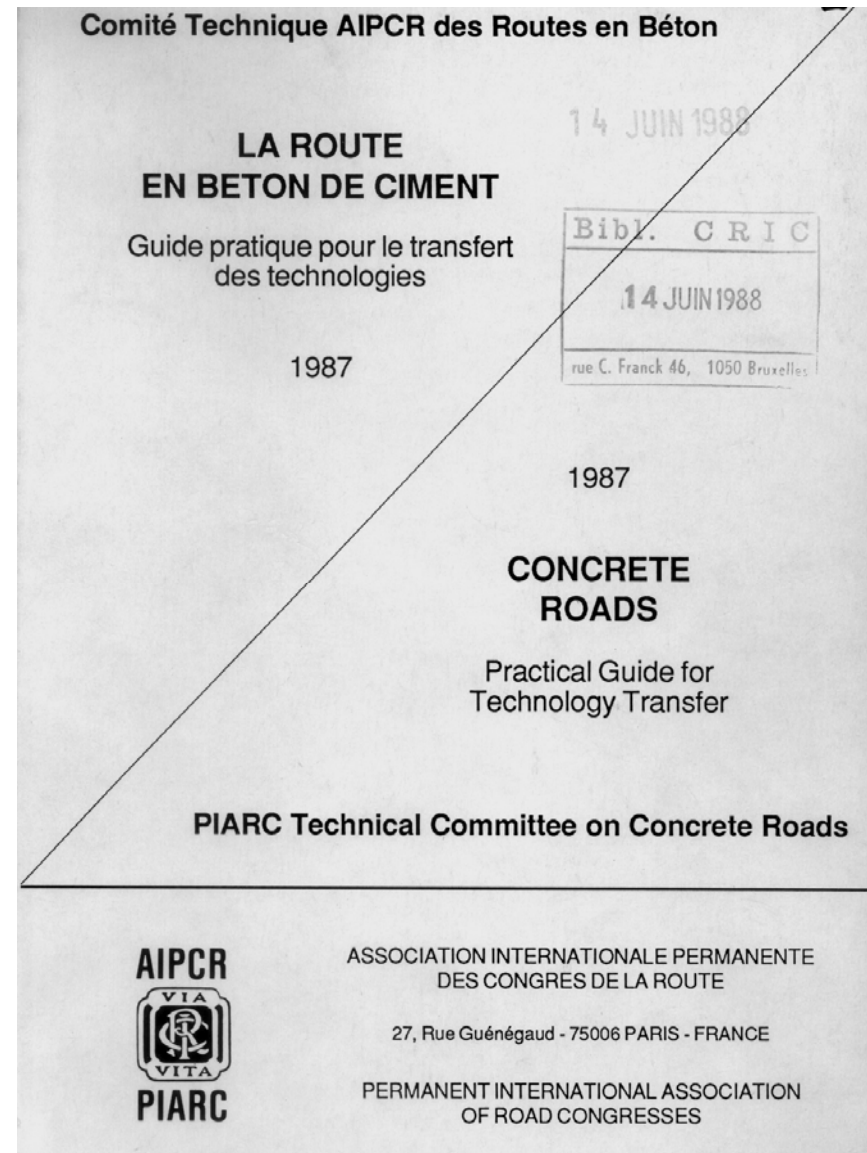 Comité Technique AIPCR des Routes en Béton
14 JUIN 1988
LA ROUTE
EN BETON DE CIMENT
Guide pratique pour le transfert
des technologies
1987
Bibl. C R I C
14 JUIN 1988
rue C. Franck 46, 1050 Bruxelles
1987
CONCRETE
ROADS
Practical Guide for
Technology Transfer
PIARC Technical Committee on Concrete Roads
AIPCR
VIA
VITA
PIARC
ASSOCIATION INTERNATIONALE PERMANENTE
DES CONGRES DE LA ROUTE
27, Rue Guénégaud - 75006 PARIS - FRANCE
PERMANENT INTERNATIONAL ASSOCIATION
OF ROAD CONGRESSES